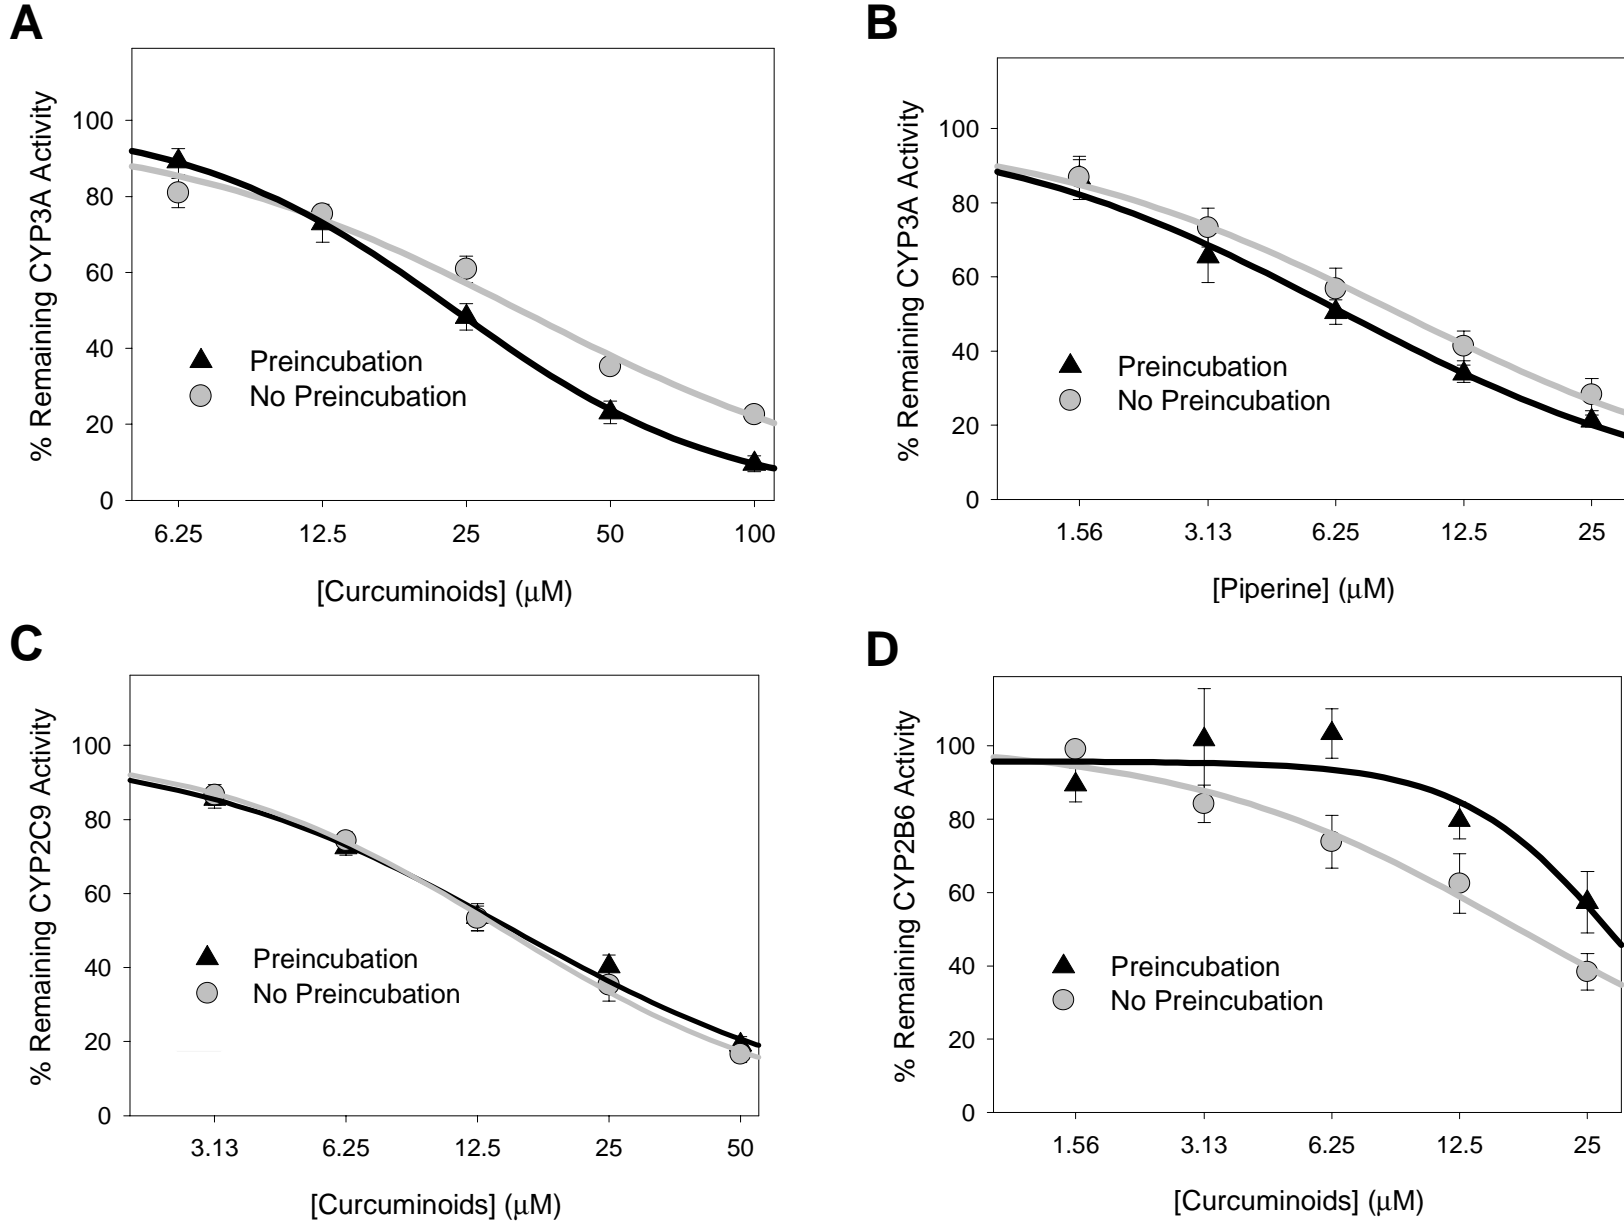 A
% Remaining CYP3A Activity
100
80
60
40
20
0
Preincubation
No Preincubation
6.25 12.5 25 50 100
[Curcuminoids] (μM)
B
% Remaining CYP3A Activity
100
80
60
40
20
0
Preincubation
No Preincubation
1.56 3.13 6.25 12.5 25
[Piperine] (μM)
C
% Remaining CYP2C9 Activity
100
80
60
40
20
0
Preincubation
No Preincubation
3.13 6.25 12.5 25 50
[Curcuminoids] (μM)
D
% Remaining CYP2B6 Activity
100
80
60
40
20
0
Preincubation
No Preincubation
1.56 3.13 6.25 12.5 25
[Curcuminoids] (μM)